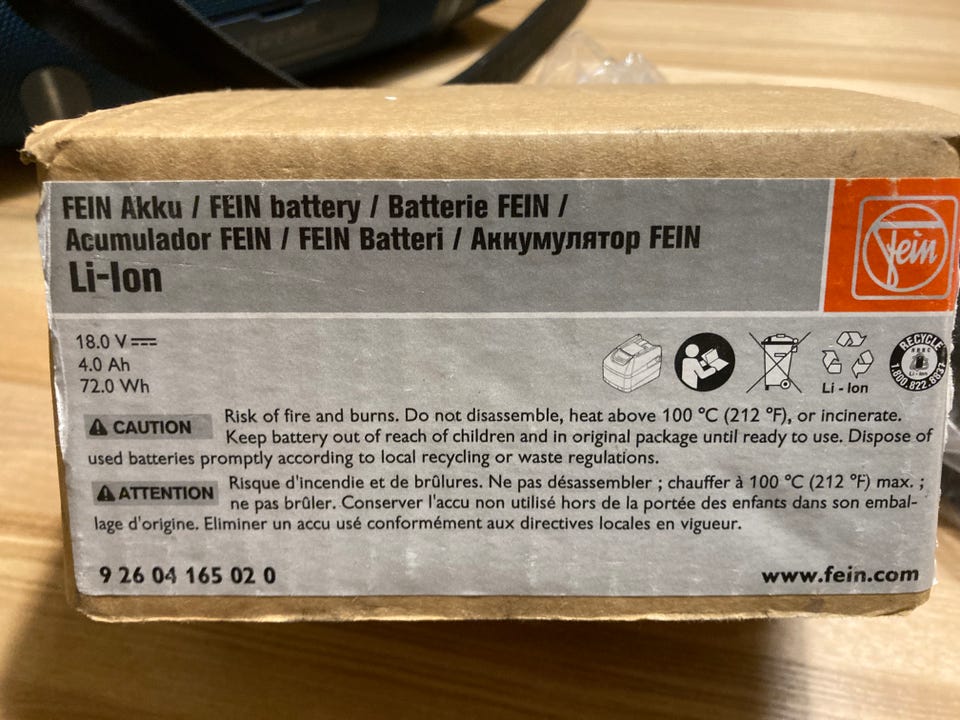 FEIN Akku / FEIN battery / Batterie FEIN /
Acumulador FEIN / FEIN Batteri / Аккумулятор FEIN
Li-Ion
Fein
18.0 V
4.0 Ah
72.0 Wh
Li - Ion
RECYCLE
Li-Ion
CAUTION Risk of fire and burns. Do not disassemble, heat above 100 °C (212 °F), or incinerate.
Keep battery out of reach of children and in original package until ready to use. Dispose of
used batteries promptly according to local recycling or waste regulations.
ATTENTION Risque d'incendie et de brûlures. Ne pas désassembler ; chauffer à 100 °C (212 °F) max. ;
ne pas brûler. Conserver l'accu non utilisé hors de la portée des enfants dans son embal-
lage d'origine. Eliminer un accu usé conformément aux directives locales en vigueur.
9 26 04 165 02 0
www.fein.com